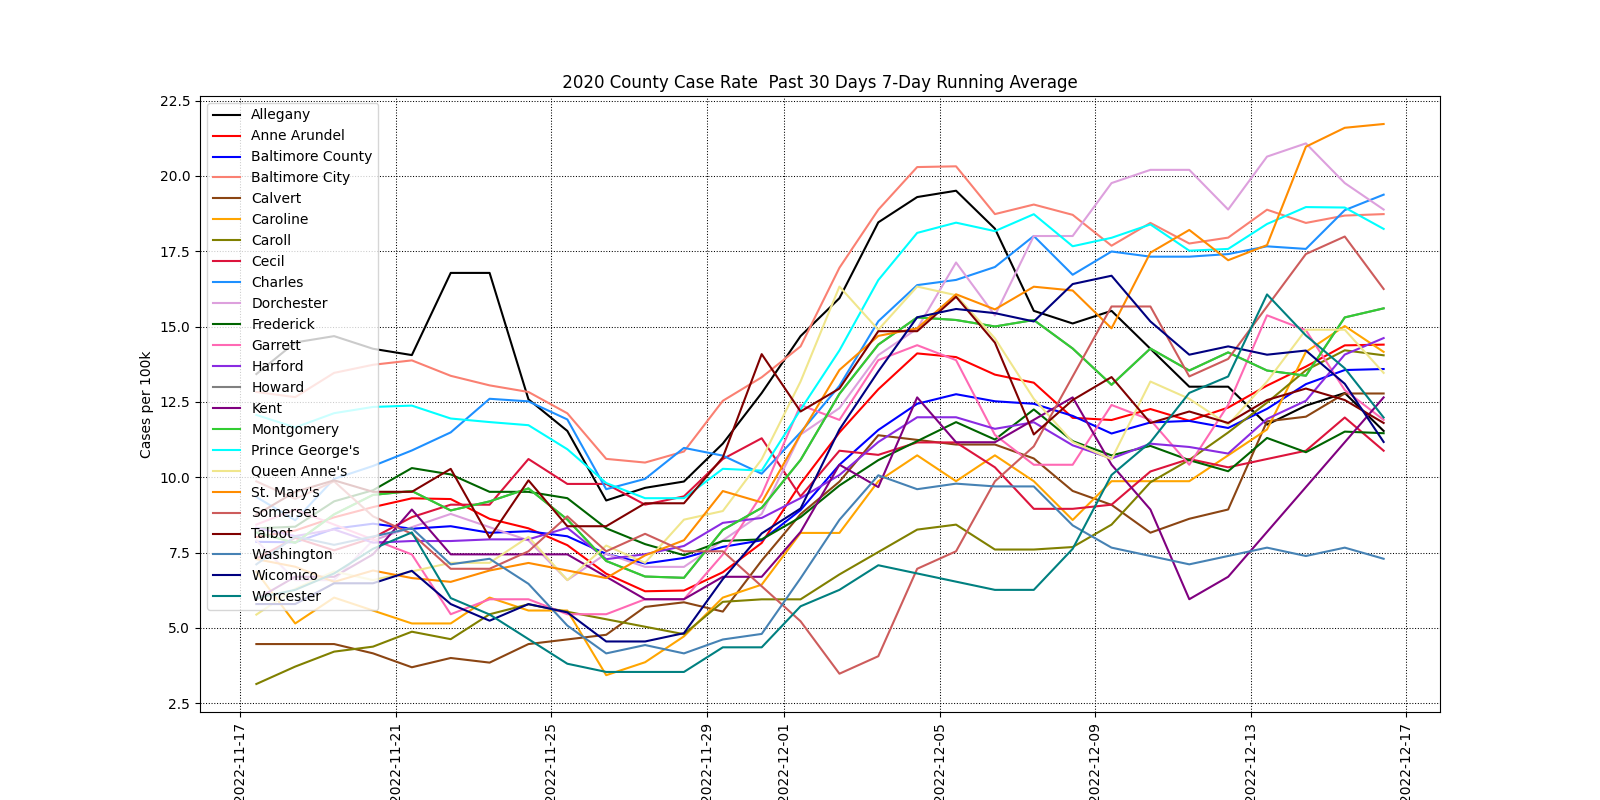 2020 County Case Rate  Past 30 Days 7-Day Running Average
Cases per 100k
22.5
20.0
17.5
15.0
12.5
10.0
7.5
5.0
2.5
Allegany
Anne Arundel
Baltimore County
Baltimore City
Calvert
Caroline
Caroll
Cecil
Charles
Dorchester
Frederick
Garrett
Harford
Howard
Kent
Montgomery
Prince George's
Queen Anne's
St. Mary's
Somerset
Talbot
Washington
Wicomico
Worcester
2022-11-17
2022-11-21
2022-11-25
2022-11-29
2022-12-01
2022-12-05
2022-12-09
2022-12-13
2022-12-17